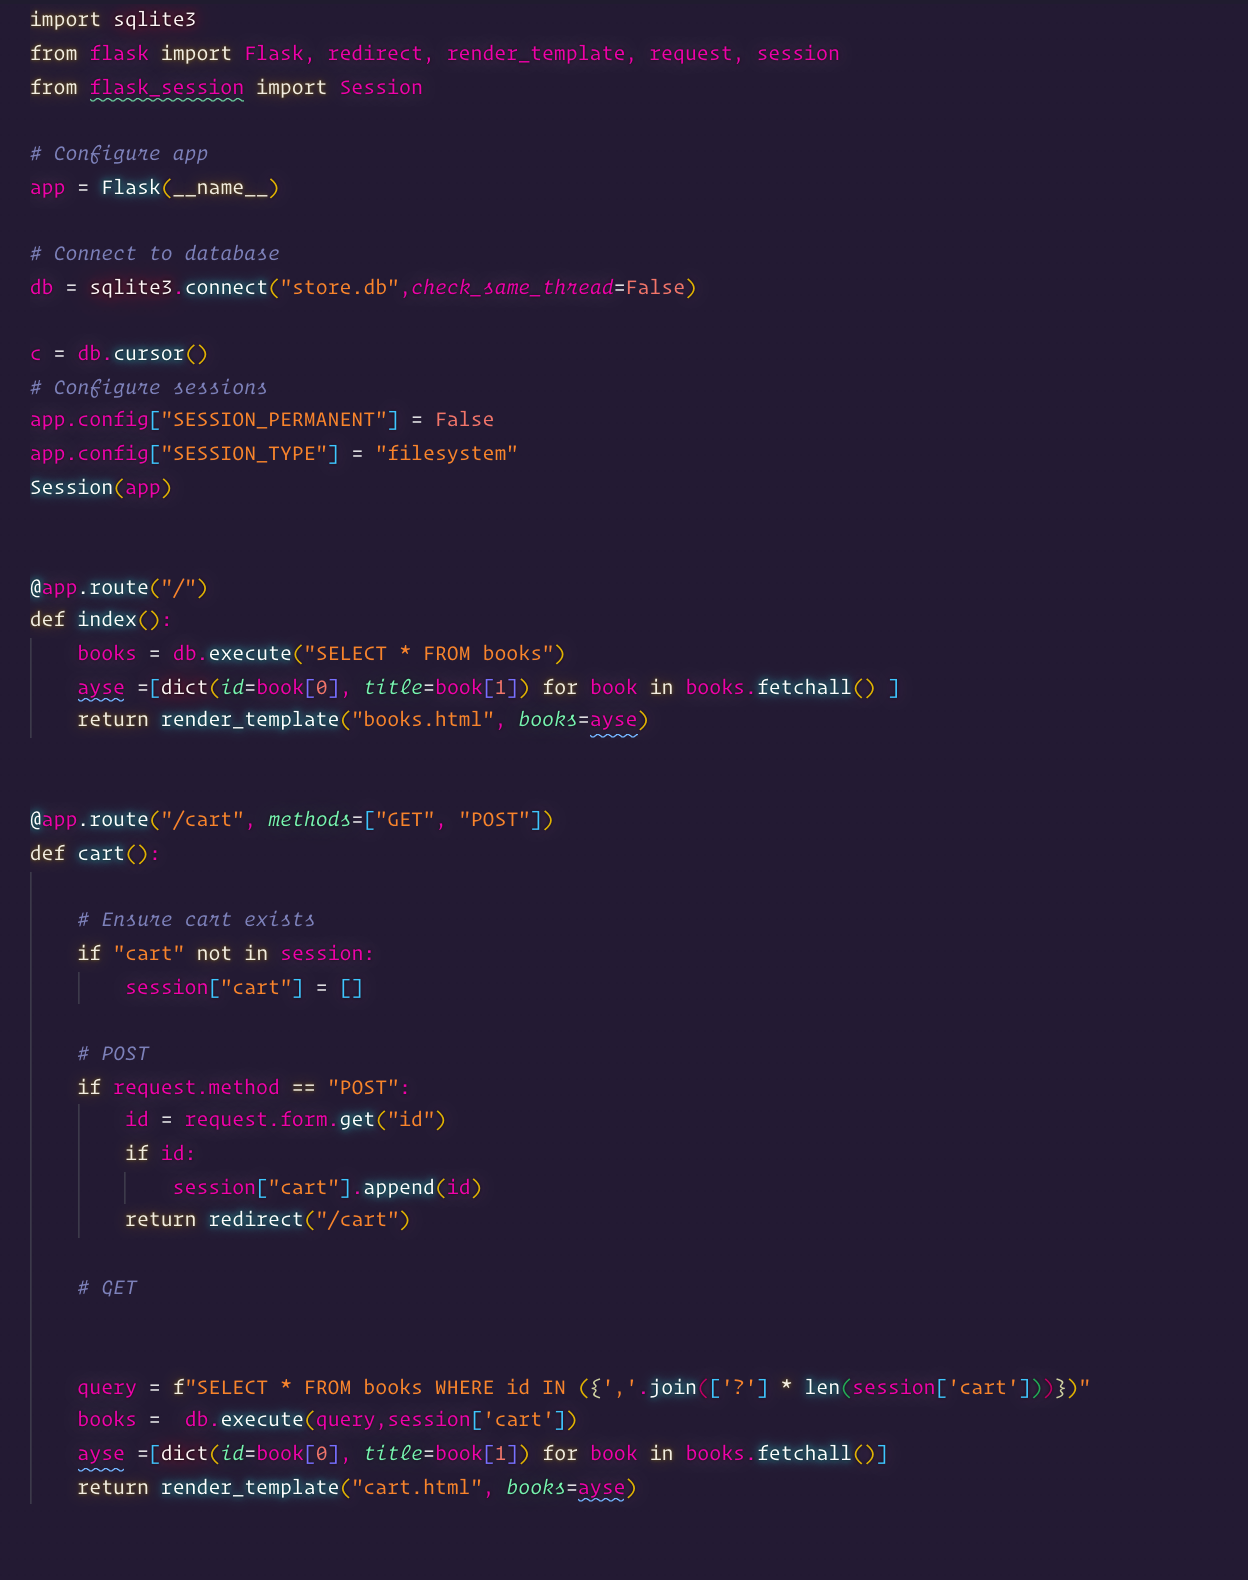 import sqlite3
from flask import Flask, redirect, render_template, request, session
from flask_session import Session
# Configure app
app = Flask(__name__)
# Connect to database
db = sqlite3.connect("store.db",check_same_thread=False)
c = db.cursor()
# Configure sessions
app.config["SESSION_PERMANENT"] = False
app.config["SESSION_TYPE"] = "filesystem"
Session(app)
@app.route("/")
def index():
    books = db.execute("SELECT * FROM books")
    ayse =[dict(id=book[0], title=book[1]) for book in books.fetchall() ]
    return render_template("books.html", books=ayse)
@app.route("/cart", methods=["GET", "POST"])
def cart():
    # Ensure cart exists
    if "cart" not in session:
        session["cart"] = []
    # POST
    if request.method == "POST":
        id = request.form.get("id")
        if id:
            session["cart"].append(id)
        return redirect("/cart")
    # GET
    query = f"SELECT * FROM books WHERE id IN ({','.join(['?'] * len(session['cart']))})"
    books =  db.execute(query,session['cart'])
    ayse =[dict(id=book[0], title=book[1]) for book in books.fetchall()]
    return render_template("cart.html", books=ayse)